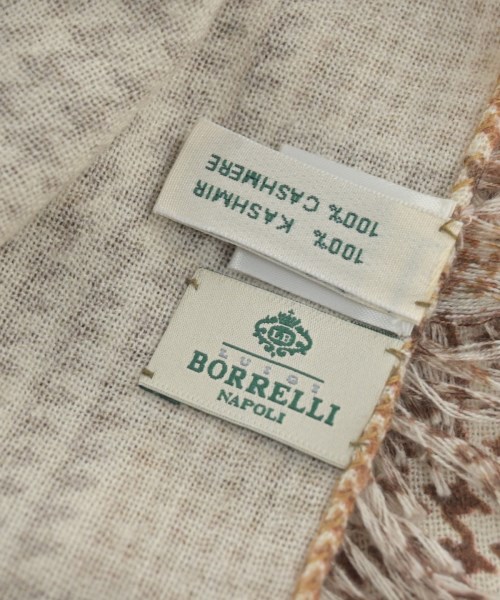 100% KASHMIR
100% CASHMERE
LB
LUIGI
BORRELLI
NAPOLI